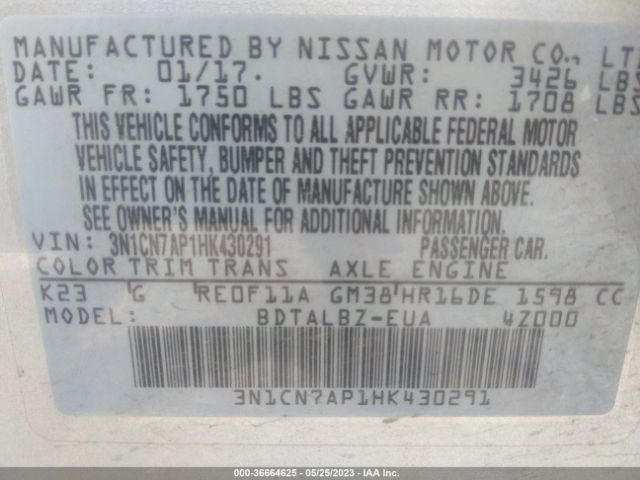 MANUFACTURED BY NISSAN MOTOR CO., LT
DATE: 01/17. GVWR: 3426 LBS
GAWR FR: 1750 LBS GAWR RR: 1708 LBS
THIS VEHICLE CONFORMS TO ALL APPLICABLE FEDERAL MOTOR
VEHICLE SAFETY, BUMPER AND THEFT PREVENTION STANDARDS
IN EFFECT ON THE DATE OF MANUFACTURE SHOWN ABOVE.
SEE OWNER'S MANUAL FOR ADDITIONAL INFORMATION.
VIN: 3N1CN7AP1HK430291 PASSENGER CAR.
COLOR TRIM TRANS AXLE ENGINE
K23 G RE0F11A GM38 HR16DE 1598 CC
MODEL: BDTALBZ-EUA 4Z000
3N1CN7AP1HK430291
000-36664625 - 05/25/2023 - IAA Inc.